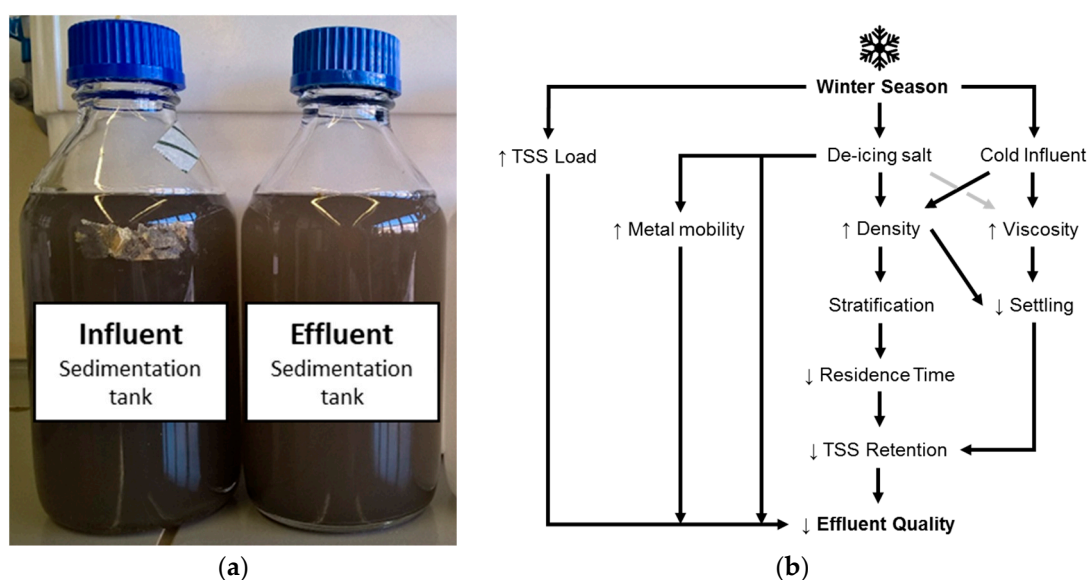 Influent
Sedimentation
tank
Effluent
Sedimentation
tank
(a)
Winter Season
↑ TSS Load
De-icing salt
Cold Influent
↑ Metal mobility
↑ Density
↑ Viscosity
Stratification
↓ Settling
↓ Residence Time
↓ TSS Retention
↓ Effluent Quality
(b)